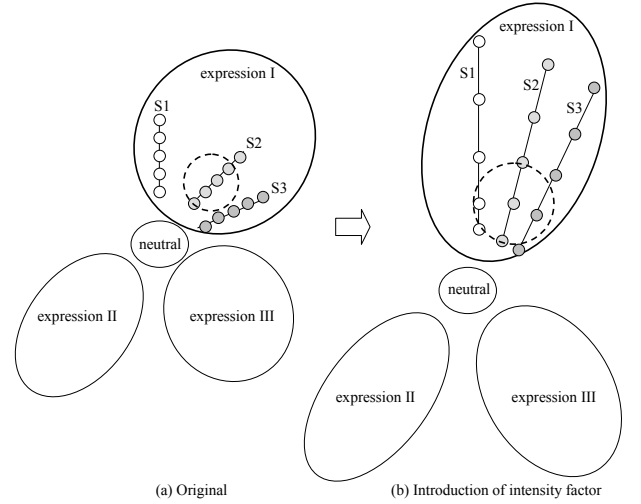 expression I
S1
S2
S3
neutral
expression II
expression III
(a) Original
expression I
S1
S2
S3
neutral
expression II
expression III
(b) Introduction of intensity factor